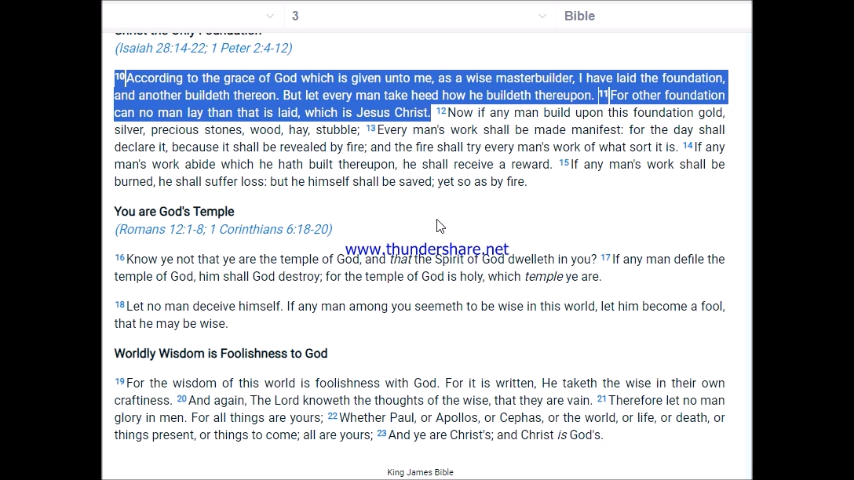 3 Bible
Christ the Only Foundation
(Isaiah 28:14-22; 1 Peter 2:4-12)
10According to the grace of God which is given unto me, as a wise masterbuilder, I have laid the foundation,
and another buildeth thereon. But let every man take heed how he buildeth thereupon. 11For other foundation
can no man lay than that is laid, which is Jesus Christ. 12Now if any man build upon this foundation gold,
silver, precious stones, wood, hay, stubble; 13Every man's work shall be made manifest: for the day shall
declare it, because it shall be revealed by fire; and the fire shall try every man's work of what sort it is. 14If any
man's work abide which he hath built thereupon, he shall receive a reward. 15If any man's work shall be
burned, he shall suffer loss: but he himself shall be saved; yet so as by fire.
You are God's Temple
(Romans 12:1-8; 1 Corinthians 6:18-20)
www.thundershare.net
16Know ye not that ye are the temple of God, and that the Spirit of God dwelleth in you? 17If any man defile the
temple of God, him shall God destroy; for the temple of God is holy, which temple ye are.
18Let no man deceive himself. If any man among you seemeth to be wise in this world, let him become a fool,
that he may be wise.
Worldly Wisdom is Foolishness to God
19For the wisdom of this world is foolishness with God. For it is written, He taketh the wise in their own
craftiness. 20And again, The Lord knoweth the thoughts of the wise, that they are vain. 21Therefore let no man
glory in men. For all things are yours; 22Whether Paul, or Apollos, or Cephas, or the world, or life, or death, or
things present, or things to come; all are yours; 23And ye are Christ's; and Christ is God's.
King James Bible